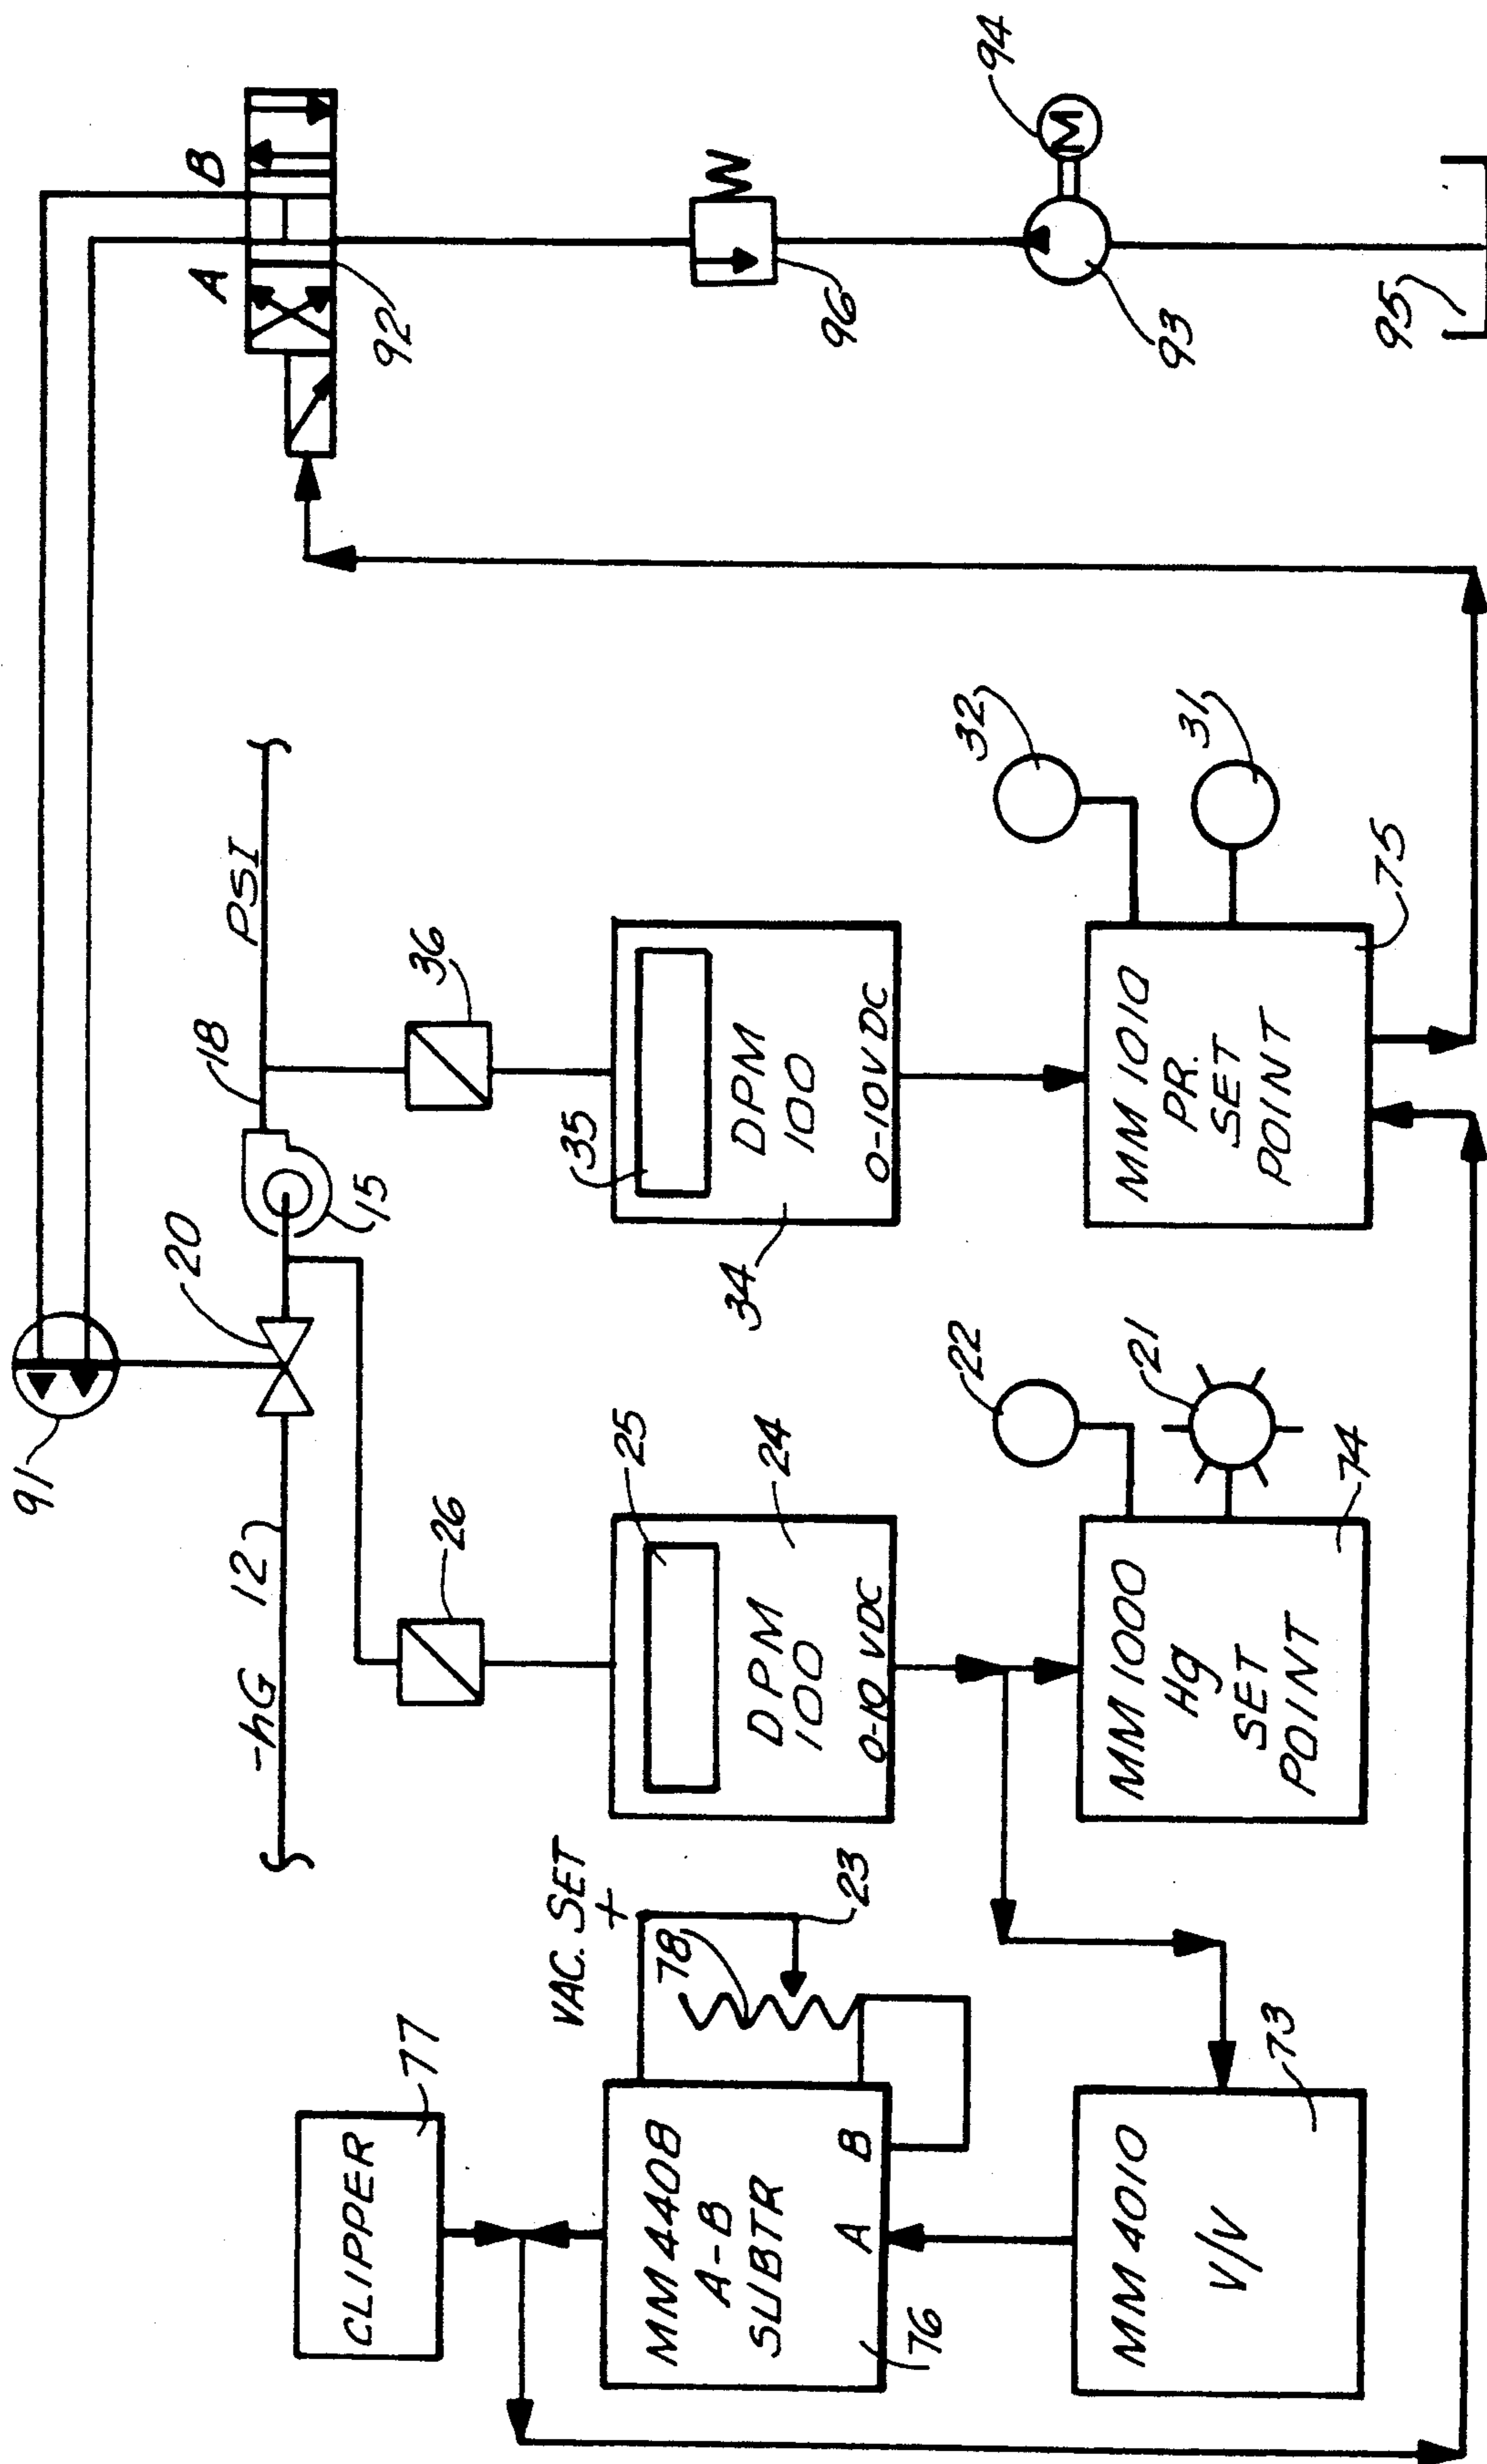 91
-hG 12
20
15
18
PSI
A B
92
W
96
94
M
93
95
26
25
DPM
100
0-10 VDC
24
36
35
DPM
100
0-10VDC
34
22
21
MM 1000
Hg
SET
POINT
74
32
31
MM 1010
PR.
SET
POINT
75
CLIPPER
77
VAC. SET
+
78
23
MM 4408
A-B
SUBTR
A B
76
MM 4010
V/V
73